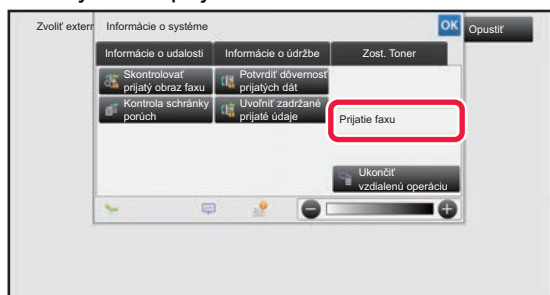 Zvoliť extern
Informácie o systéme
OK
Opustiť
Informácie o udalosti
Informácie o údržbe
Zost. Toner
Skontrolovať
prijatý obraz faxu
Potvrdiť dôvernosť
prijatých dát
Kontrola schránky
porúch
Uvoľniť zadržané
prijaté údaje
Prijatie faxu
Ukončiť
vzdialenú operáciu